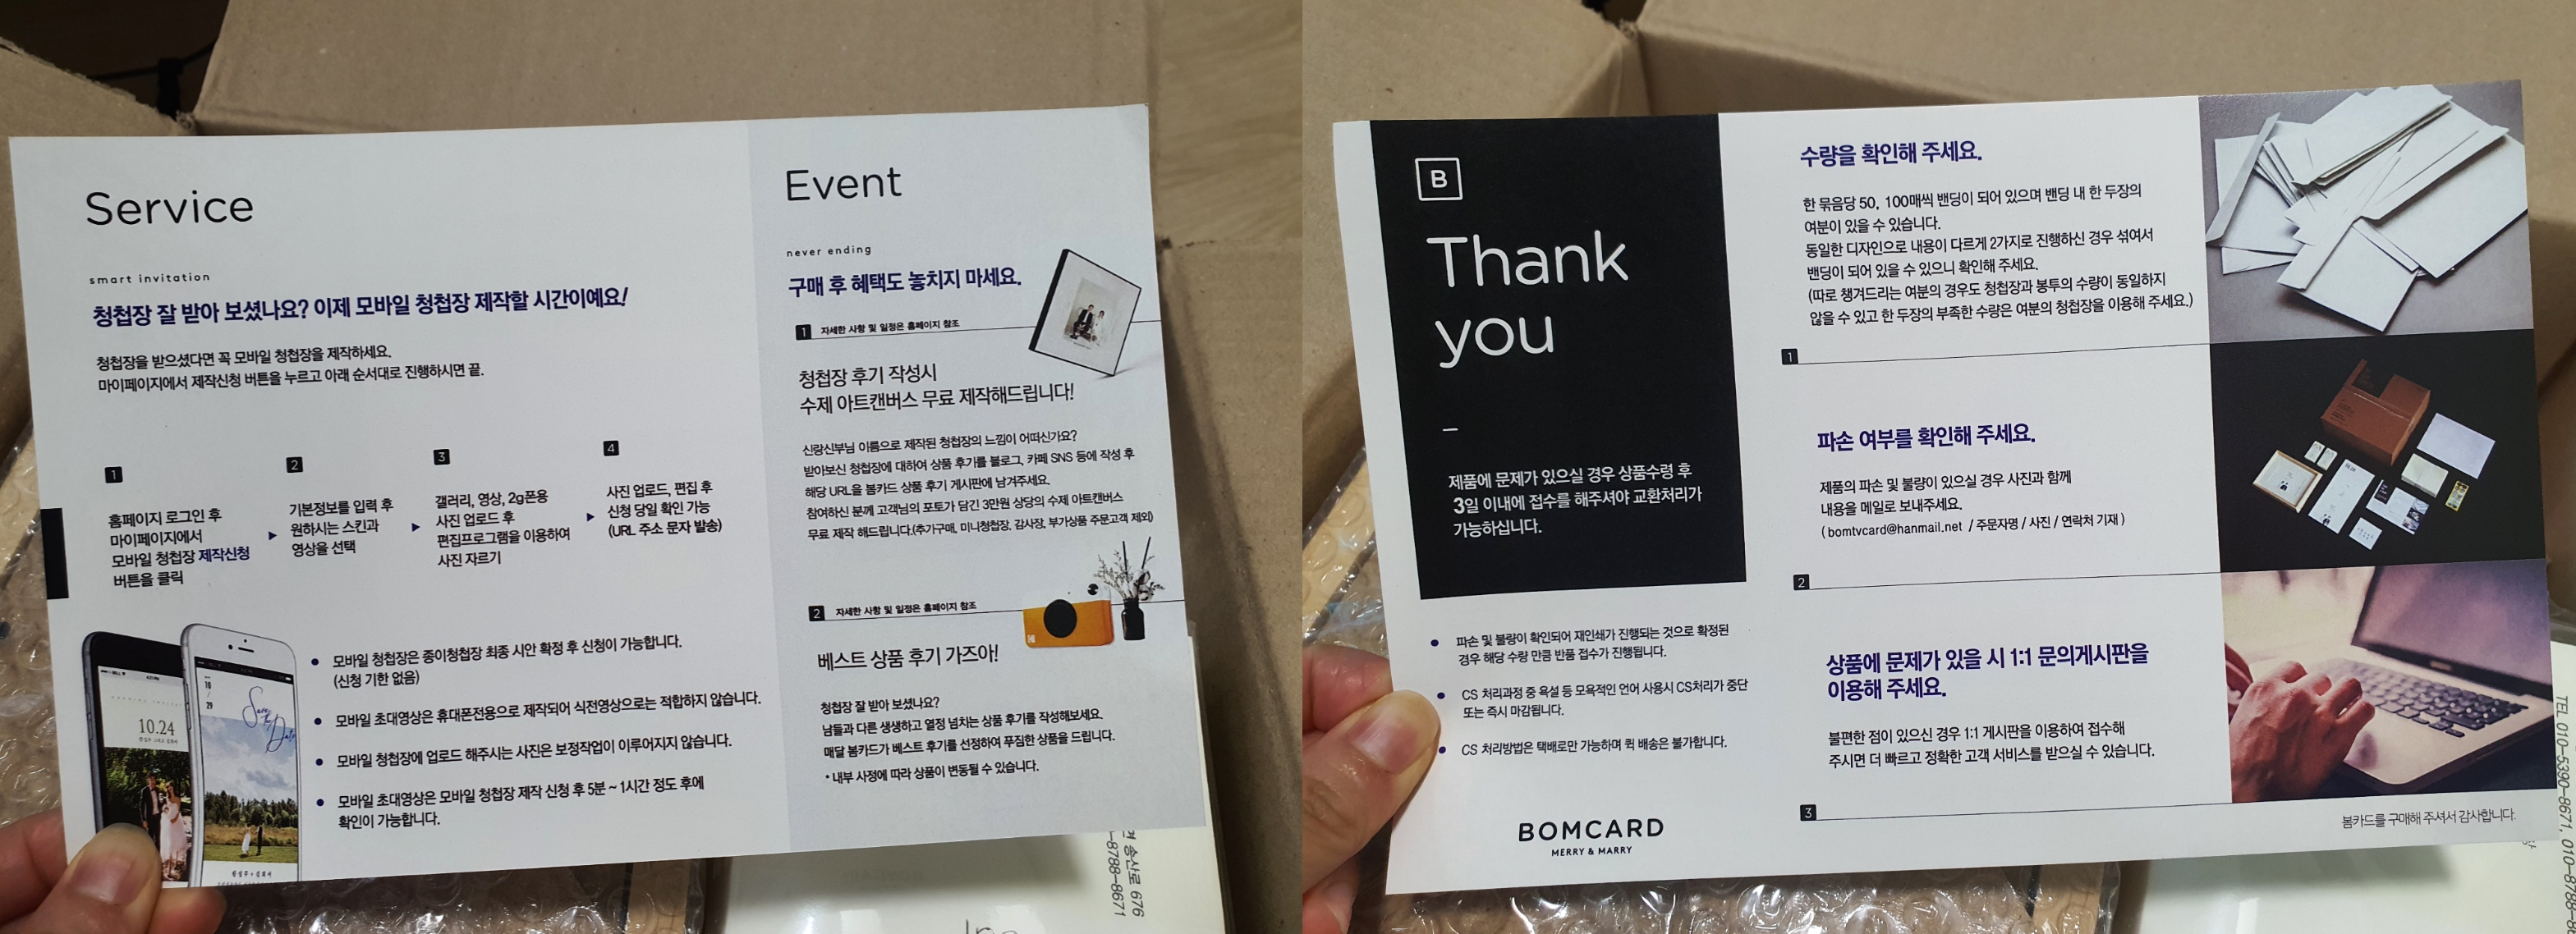 Service
smart invitation
청첩장 잘 받아 보셨나요? 이제 모바일 청첩장 제작할 시간이예요!
청첩장을 받으셨다면 꼭 모바일 청첩장을 제작하세요.
마이페이지에서 제작신청 버튼을 누르고 아래 순서대로 진행하시면 끝.
1
홈페이지 로그인 후
마이페이지에서
모바일 청첩장 제작신청
버튼을 클릭
2
기본정보를 입력 후
원하시는 스킨과
영상을 선택
3
갤러리, 영상, 2g폰용
사진 업로드 후
편집프로그램을 이용하여
사진 자르기
4
사진 업로드, 편집 후
신청 당일 확인 가능
(URL 주소 문자 발송)
10.24
10
29
Save
The
Date
모바일 청첩장은 종이청첩장 최종 시안 확정 후 신청이 가능합니다.
(신청 기한 없음)
모바일 초대영상은 휴대폰전용으로 제작되어 식전영상으로는 적합하지 않습니다.
모바일 청첩장에 업로드 해주시는 사진은 보정작업이 이루어지지 않습니다.
모바일 초대영상은 모바일 청첩장 제작 신청 후 5분 ~ 1시간 정도 후에
확인이 가능합니다.
Event
never ending
구매 후 혜택도 놓치지 마세요.
1 자세한 사항 및 일정은 홈페이지 참조
청첩장 후기 작성시
수제 아트캔버스 무료 제작해드립니다!
신랑신부님 이름으로 제작된 청첩장의 느낌이 어떠신가요?
받아보신 청첩장에 대하여 상품 후기를 블로그, 카페 SNS 등에 작성 후
해당 URL을 봄카드 상품 후기 게시판에 남겨주세요.
참여하신 분께 고객님의 포토가 담긴 3만원 상당의 수제 아트캔버스
무료 제작 해드립니다.(추가구매, 미니청첩장, 감사장, 부가상품 주문고객 제외)
2 자세한 사항 및 일정은 홈페이지 참조
베스트 상품 후기 가즈아!
청첩장 잘 받아 보셨나요?
남들과 다른 생생하고 열정 넘치는 상품 후기를 작성해보세요.
매달 봄카드가 베스트 후기를 선정하여 푸짐한 상품을 드립니다.
* 내부 사정에 따라 상품이 변동될 수 있습니다.
송산로 676
-8788-8671
B
Thank
you
제품에 문제가 있으실 경우 상품수령 후
3일 이내에 접수를 해주셔야 교환처리가
가능하십니다.
파손 및 불량이 확인되어 재인쇄가 진행되는 것으로 확정된
경우 해당 수량 만큼 반품 접수가 진행됩니다.
CS 처리과정 중 욕설 등 모욕적인 언어 사용시 CS처리가 중단
또는 즉시 마감됩니다.
CS 처리방법은 택배로만 가능하며 퀵 배송은 불가합니다.
BOMCARD
MERRY & MARRY
수량을 확인해 주세요.
한 묶음당 50, 100매씩 밴딩이 되어 있으며 밴딩 내 한 두장의
여분이 있을 수 있습니다.
동일한 디자인으로 내용이 다르게 2가지로 진행하신 경우 섞여서
밴딩이 되어 있을 수 있으니 확인해 주세요.
(따로 챙겨드리는 여분의 경우도 청첩장과 봉투의 수량이 동일하지
않을 수 있고 한 두장의 부족한 수량은 여분의 청첩장을 이용해 주세요.)
1
파손 여부를 확인해 주세요.
제품의 파손 및 불량이 있으실 경우 사진과 함께
내용을 메일로 보내주세요.
( bomtvcard@hanmail.net / 주문자명 / 사진 / 연락처 기재 )
2
상품에 문제가 있을 시 1:1 문의게시판을
이용해 주세요.
불편한 점이 있으신 경우 1:1 게시판을 이용하여 접수해
주시면 더 빠르고 정확한 고객 서비스를 받으실 수 있습니다.
3
봄카드를 구매해 주셔서 감사합니다.
TEL 010-5390-8671, 010-8788-8